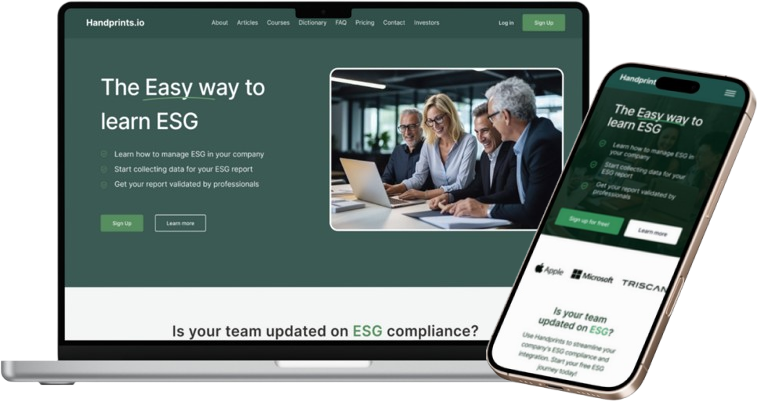 Handprints.io
About Articles Courses Dictionary FAQ Pricing Contact Investors
Log in
Sign Up
The Easy way to
learn ESG
Learn how to manage ESG in your company
Start collecting data for your ESG report
Get your report validated by professionals
Sign Up
Learn more
Is your team updated on ESG compliance?
Handprint
The Easy way to
learn ESG
Learn how to manage ESG in
your company
Start collecting data for your
ESG report
Get your report validated by
professionals
Sign up for free!
Learn more
Apple
Microsoft
TRISCAN
Is your team
updated on ESG?
Use Handprints to streamline your
company's ESG compliance and
integration. Start your free ESG
journey today!